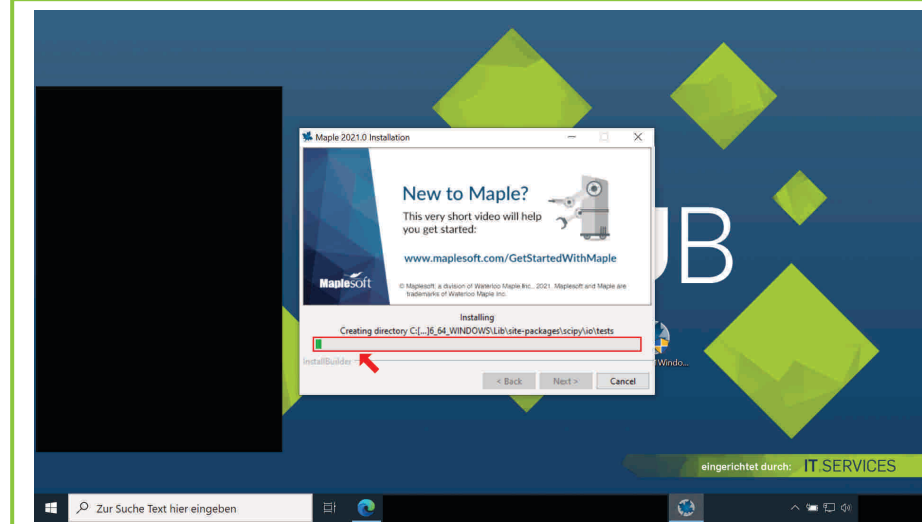 Maple 2021.0 Installation
New to Maple?
This very short video will help
you get started:
www.maplesoft.com/GetStartedWithMaple
Maplesoft
© Maplesoft, a division of Waterloo Maple Inc., 2021. Maplesoft and Maple are
trademarks of Waterloo Maple Inc.
Installing
Creating directory C:[...]6_64_WINDOWS\Lib\site-packages\scipy\io\tests
InstallBuilder
< Back
Next >
Cancel
UB
Windo...
eingerichtet durch: IT.SERVICES
Zur Suche Text hier eingeben